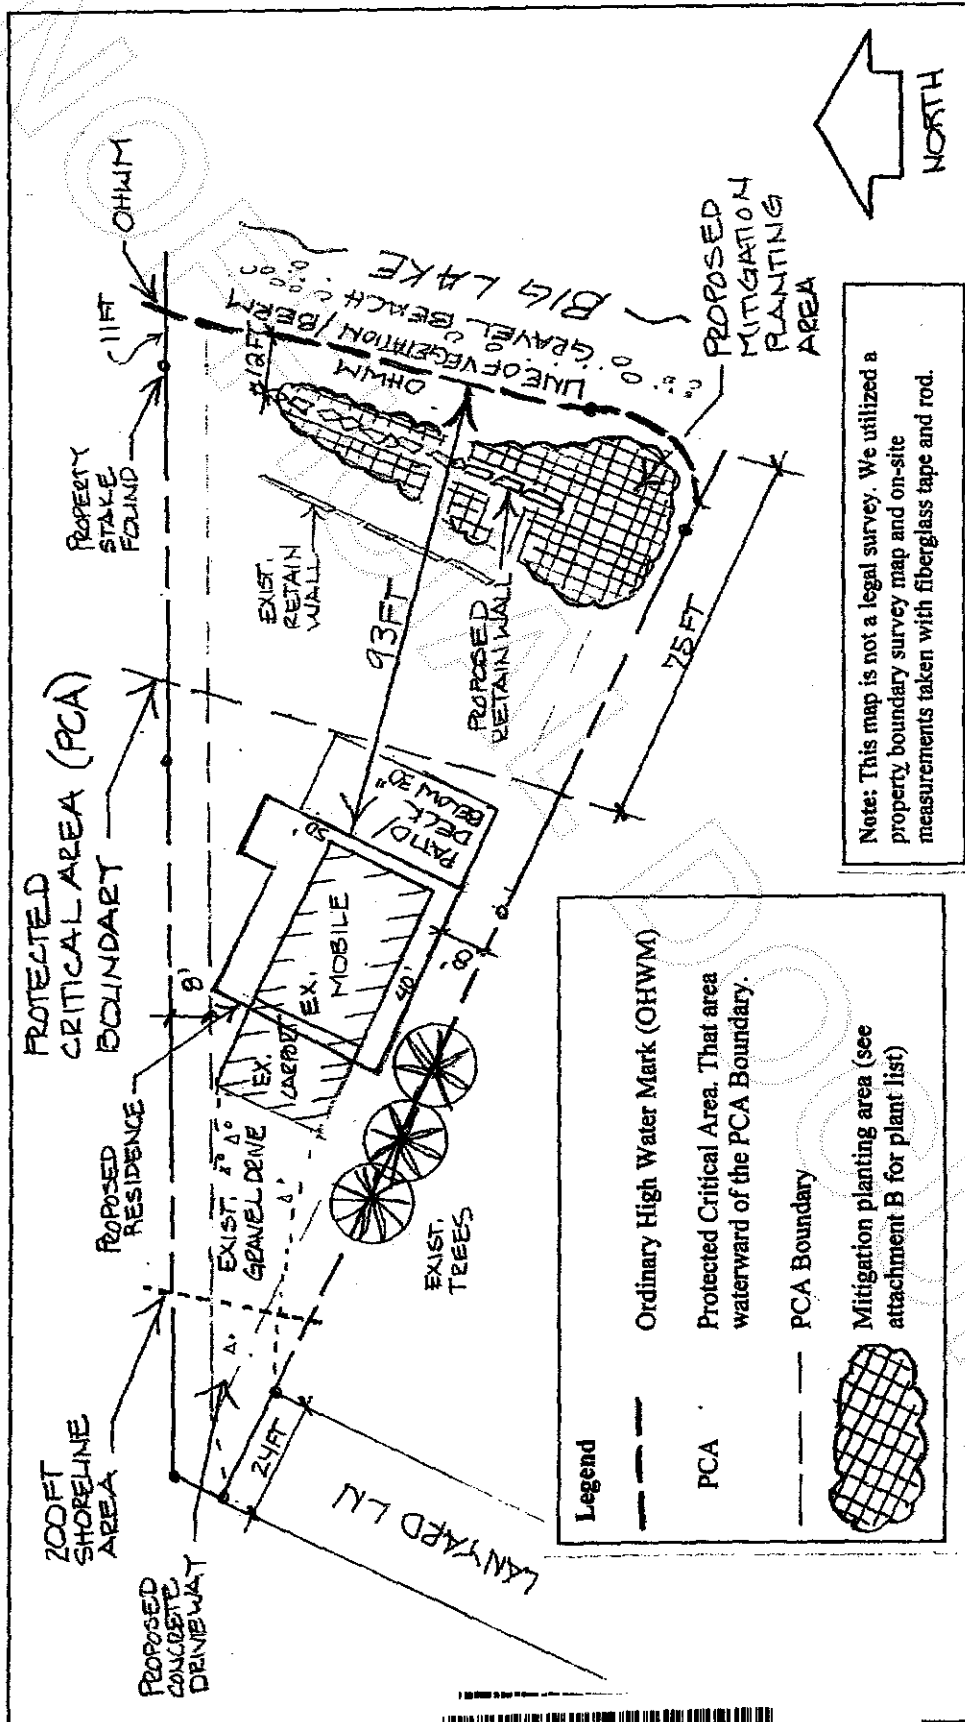 200FT
SHORELINE
AREA
PROPOSED
CONCRETE
DRIVEWAY
PROPOSED
RESIDENCE
PROTECTED
CRITICAL AREA (PCA)
BOUNDARY
PROPERTY
STAKE
FOUND
11FT
OHWM
8'
EXIST.
GRAVEL DRIVE
EX.
CARPORT
EX.
MOBILE
50'
40'
8'
PATIO/
DECK
BELOW 30"
EXIST.
TREES
24FT
LANYARD LN
EXIST.
RETAIN
WALL
93FT
PROPOSED
RETAIN WALL
75FT
12FT
OHWM
LINE OF VEGETATION/BERM
GRAVEL BEACH
BIG LAKE
PROPOSED
MITIGATION
PLANTING
AREA
NORTH
Legend
Ordinary High Water Mark (OHWM)
PCA
Protected Critical Area. That area
waterward of the PCA Boundary.
PCA Boundary
Mitigation planting area (see
attachment B for plant list)
Note: This map is not a legal survey. We utilized a
property boundary survey map and on-site
measurements taken with fiberglass tape and rod.
UNOFFICIAL DOCUMENT